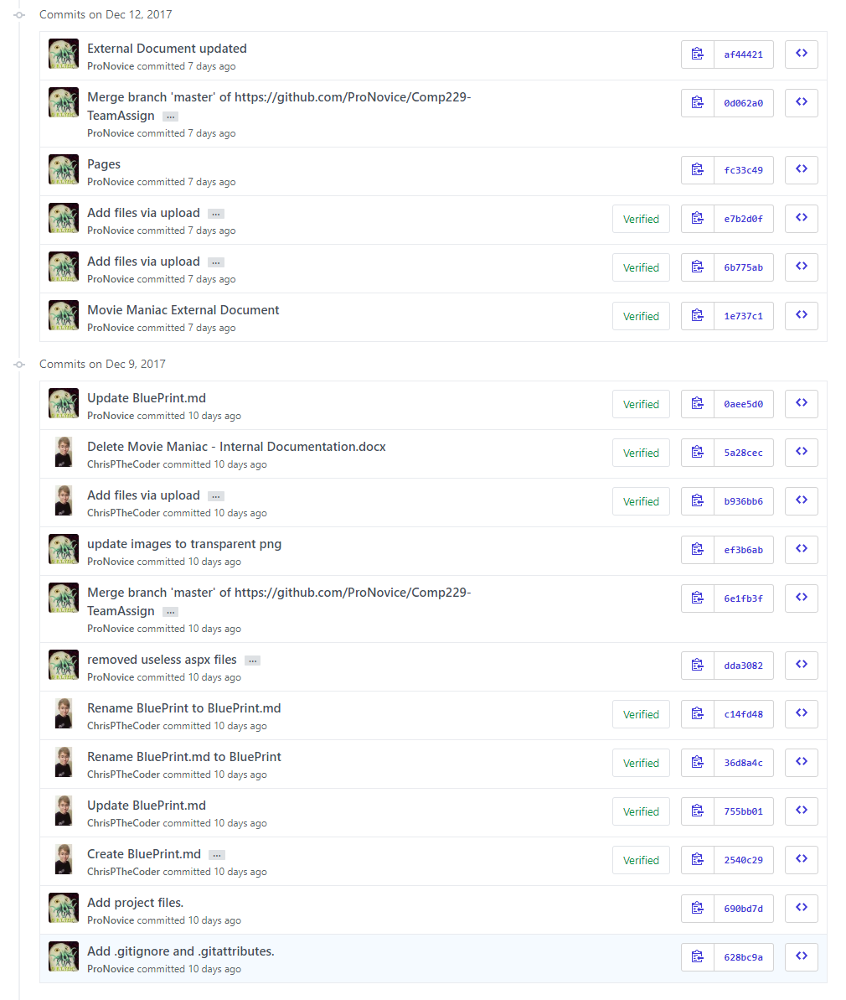 Commits on Dec 12, 2017
External Document updated
ProNovice committed 7 days ago
af44421
Merge branch 'master' of https://github.com/ProNovice/Comp229-
TeamAssign ...
ProNovice committed 7 days ago
0d062a0
Pages
ProNovice committed 7 days ago
fc33c49
Add files via upload ...
ProNovice committed 7 days ago
Verified
e7b2d0f
Add files via upload ...
ProNovice committed 7 days ago
Verified
6b775ab
Movie Maniac External Document
ProNovice committed 7 days ago
Verified
1e737c1
Commits on Dec 9, 2017
Update BluePrint.md
ProNovice committed 10 days ago
Verified
0aee5d0
Delete Movie Maniac - Internal Documentation.docx
ChrisPTheCoder committed 10 days ago
Verified
5a28cec
Add files via upload ...
ChrisPTheCoder committed 10 days ago
Verified
b936bb6
update images to transparent png
ProNovice committed 10 days ago
ef3b6ab
Merge branch 'master' of https://github.com/ProNovice/Comp229-
TeamAssign ...
ProNovice committed 10 days ago
6e1fb3f
removed useless aspx files ...
ProNovice committed 10 days ago
dda3082
Rename BluePrint to BluePrint.md
ChrisPTheCoder committed 10 days ago
Verified
c14fd48
Rename BluePrint.md to BluePrint
ChrisPTheCoder committed 10 days ago
Verified
36d8a4c
Update BluePrint.md
ChrisPTheCoder committed 10 days ago
Verified
755bb01
Create BluePrint.md ...
ChrisPTheCoder committed 10 days ago
Verified
2540c29
Add project files.
ProNovice committed 10 days ago
690bd7d
Add .gitignore and .gitattributes.
ProNovice committed 10 days ago
628bc9a